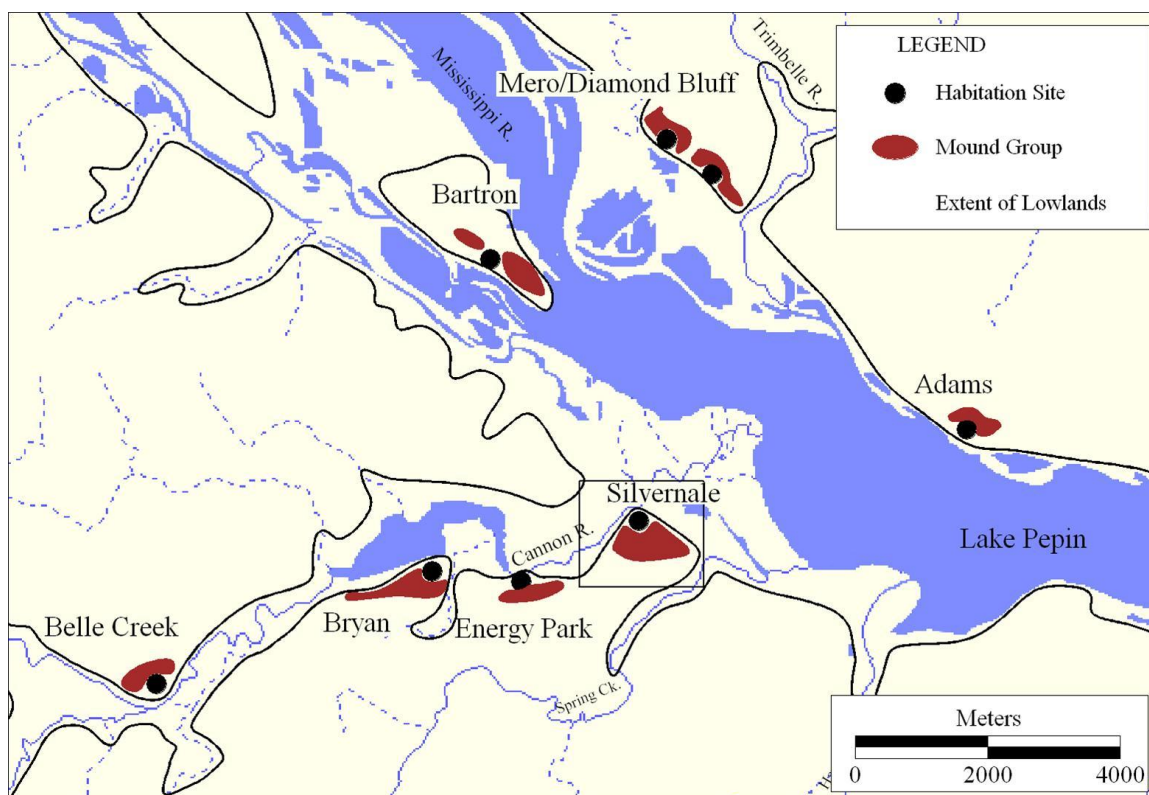 LEGEND
Habitation Site
Mound Group
Extent of Lowlands
Trimbelle R.
Mississippi R.
Mero/Diamond Bluff
Bartron
Adams
Silvernale
Cannon R.
Lake Pepin
Belle Creek
Bryan
Energy Park
Spring Ck.
Meters
0 2000 4000